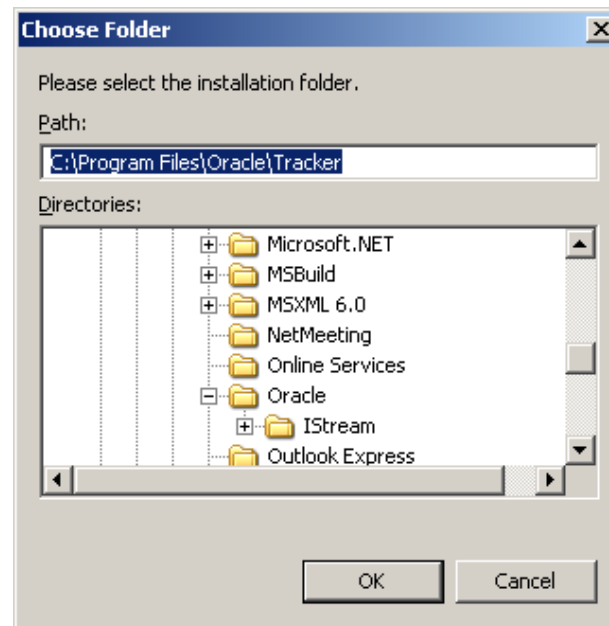 Choose Folder
Please select the installation folder.
Path:
C:\Program Files\Oracle\Tracker
Directories:
Microsoft.NET
MSBuild
MSXML 6.0
NetMeeting
Online Services
Oracle
IStream
Outlook Express
OK Cancel